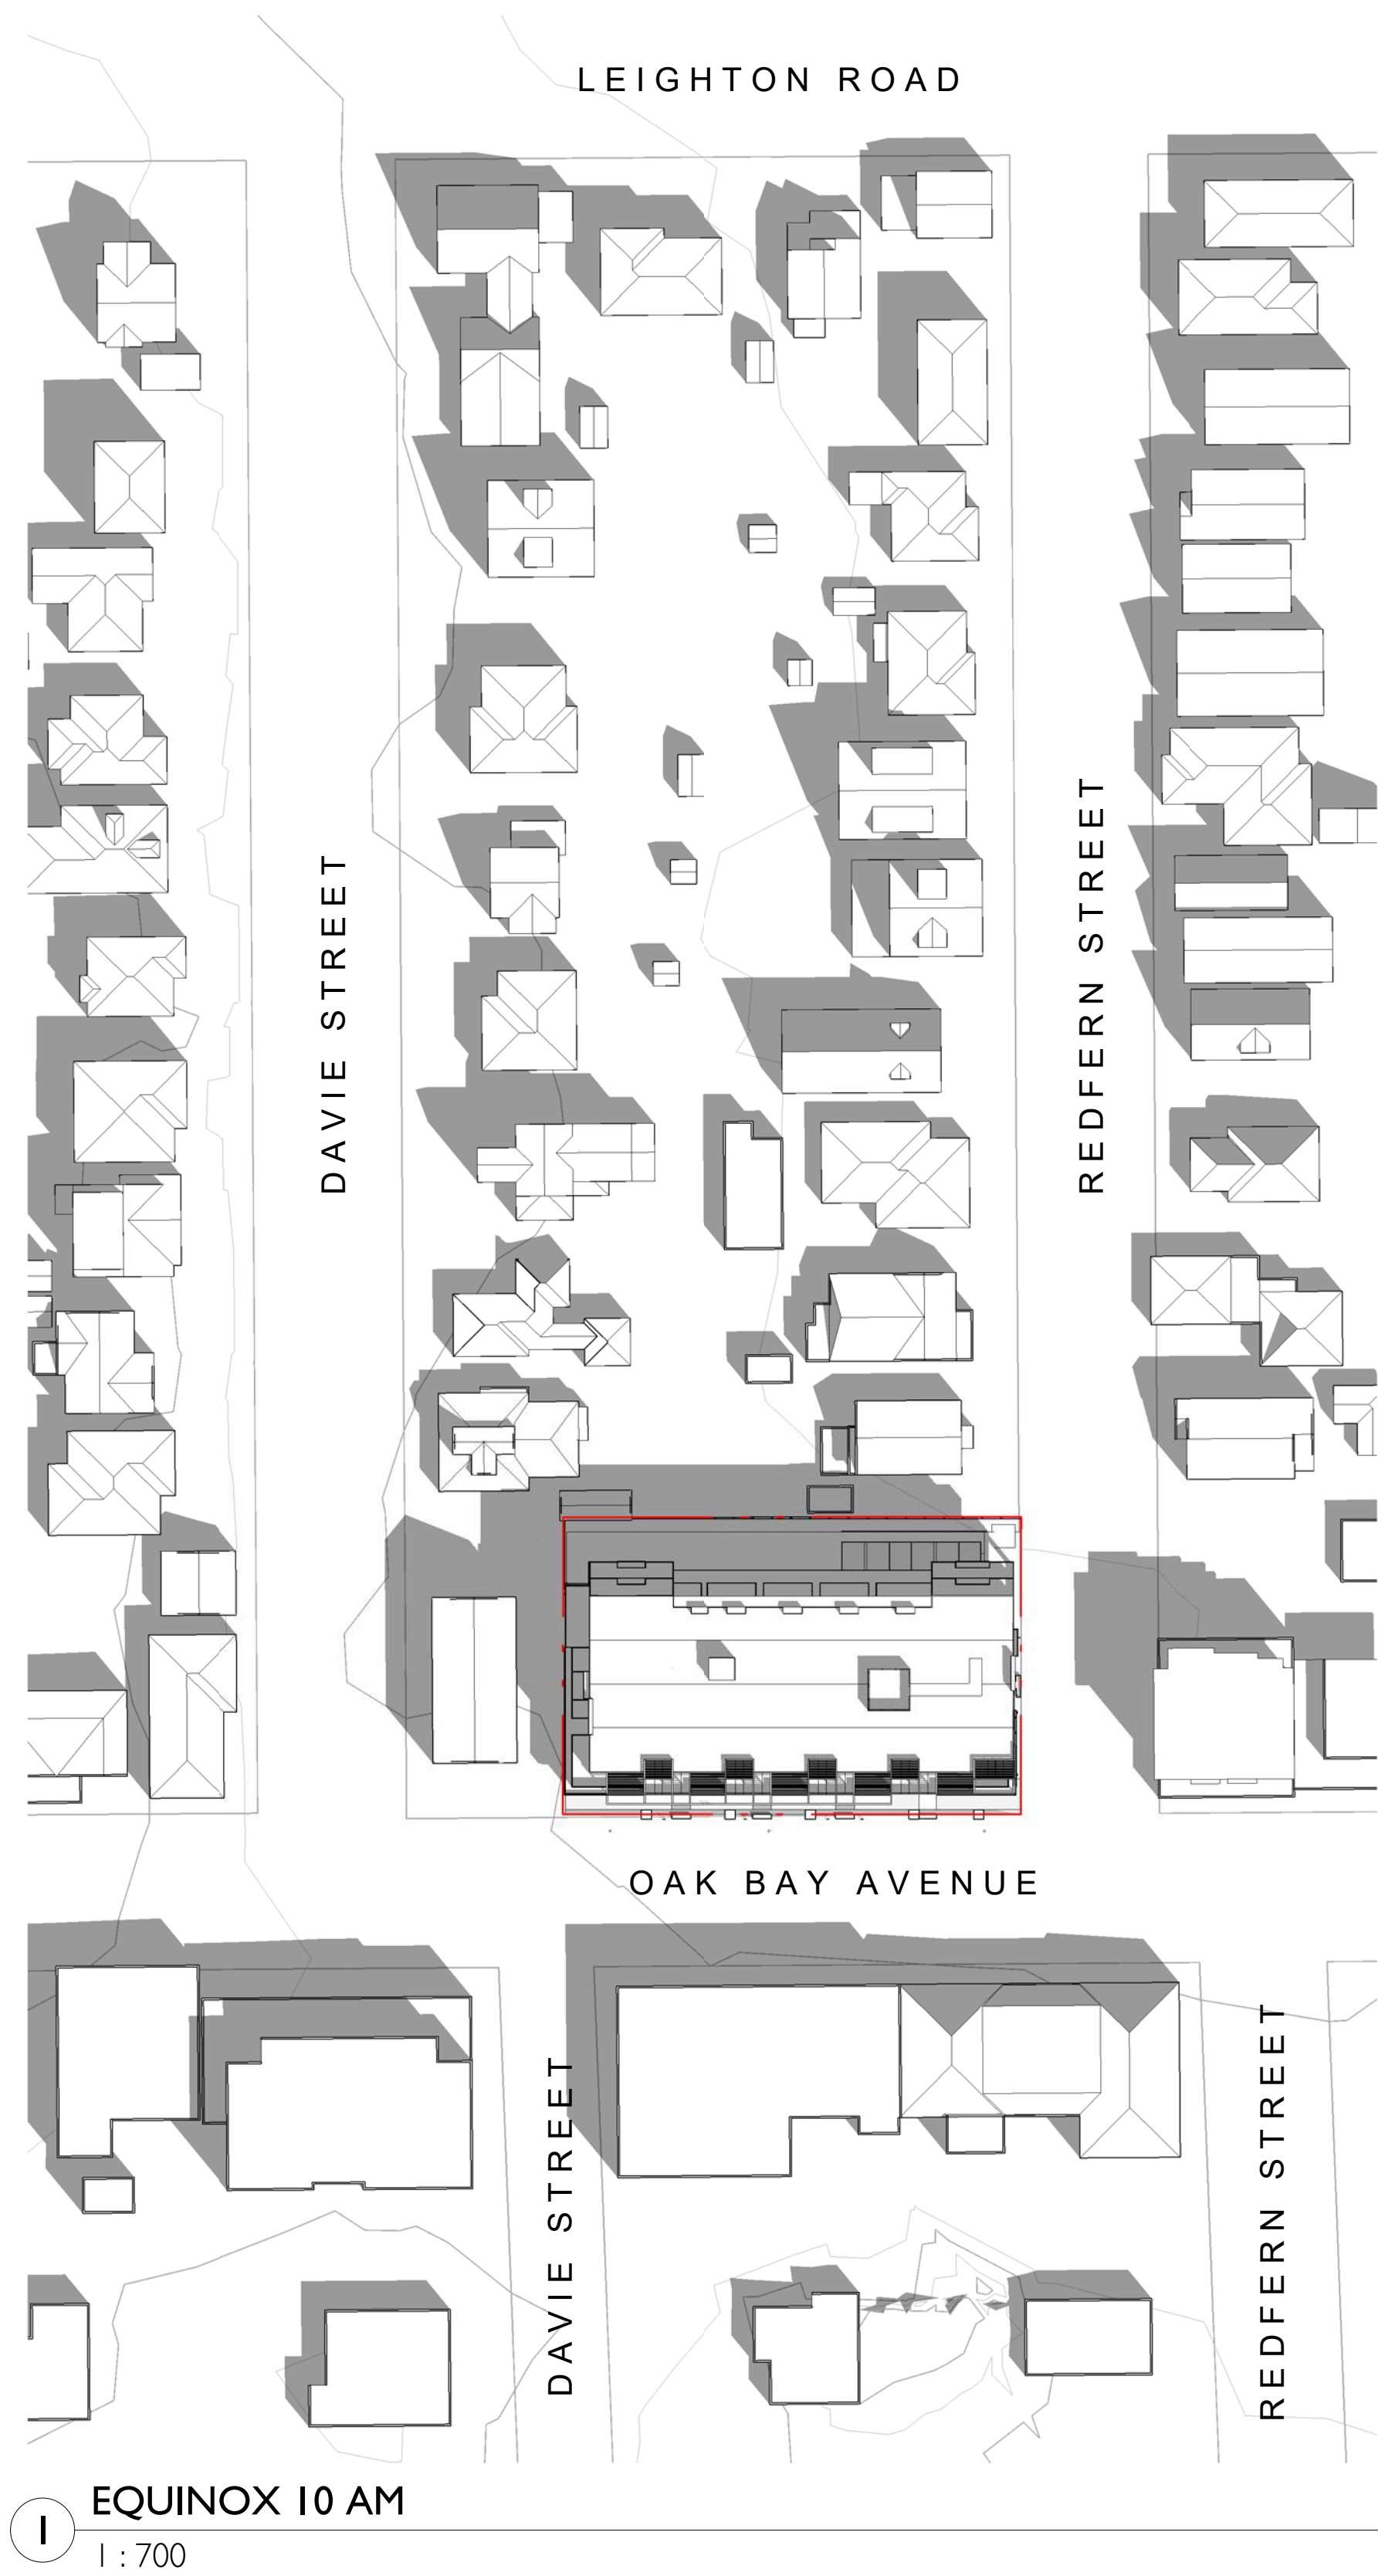 LEIGHTON ROAD
DAVIE STREET
REDFERN STREET
OAK BAY AVENUE
DAVIE STREET
REDFERN STREET
1 EQUINOX 10 AM
1 : 700